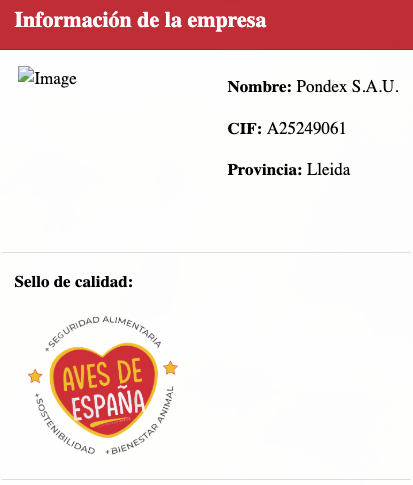 Información de la empresa
Image
Nombre: Pondex S.A.U.
CIF: A25249061
Provincia: Lleida
Sello de calidad:
+SEGURIDAD ALIMENTARIA
AVES DE
ESPAÑA
+SOSTENIBILIDAD
+BIENESTAR ANIMAL